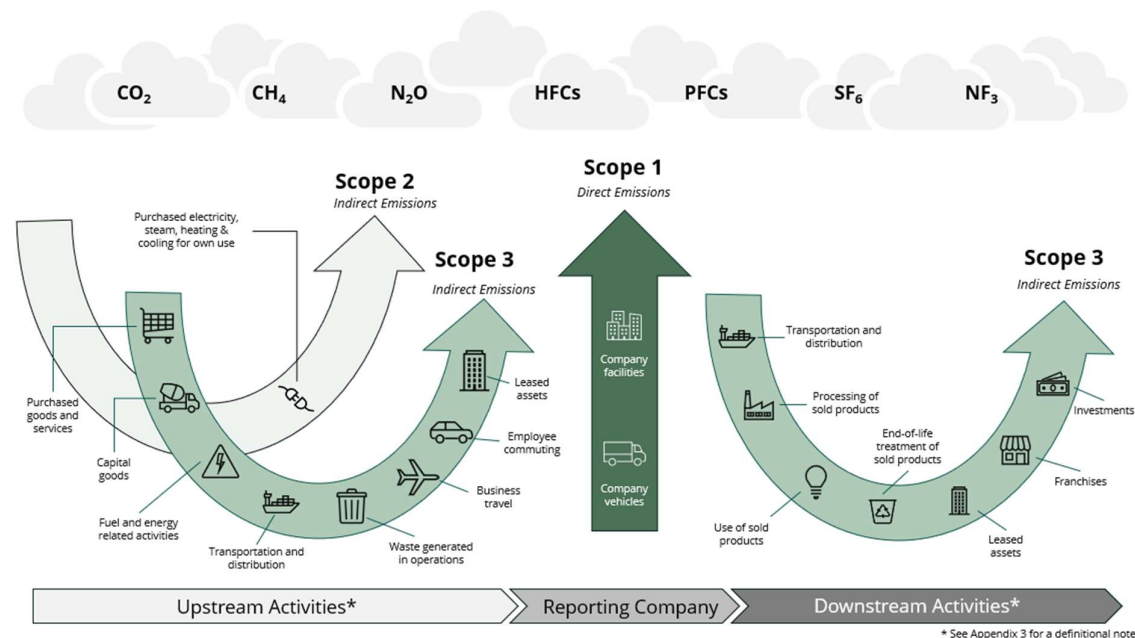 CO2
CH4
N2O
HFCs
PFCs
SF6
NF3
Scope 2
Indirect Emissions
Purchased electricity,
steam, heating &
cooling for own use
Scope 3
Indirect Emissions
Purchased
goods and
services
Capital
goods
Fuel and energy
related activities
Transportation and
distribution
Waste generated
in operations
Business
travel
Employee
commuting
Leased
assets
Scope 1
Direct Emissions
Company
facilities
Company
vehicles
Scope 3
Indirect Emissions
Transportation and
distribution
Processing of
sold products
Use of sold
products
End-of-life
treatment of
sold products
Leased
assets
Franchises
Investments
Upstream Activities*
Reporting Company
Downstream Activities*
* See Appendix 3 for a definitional note